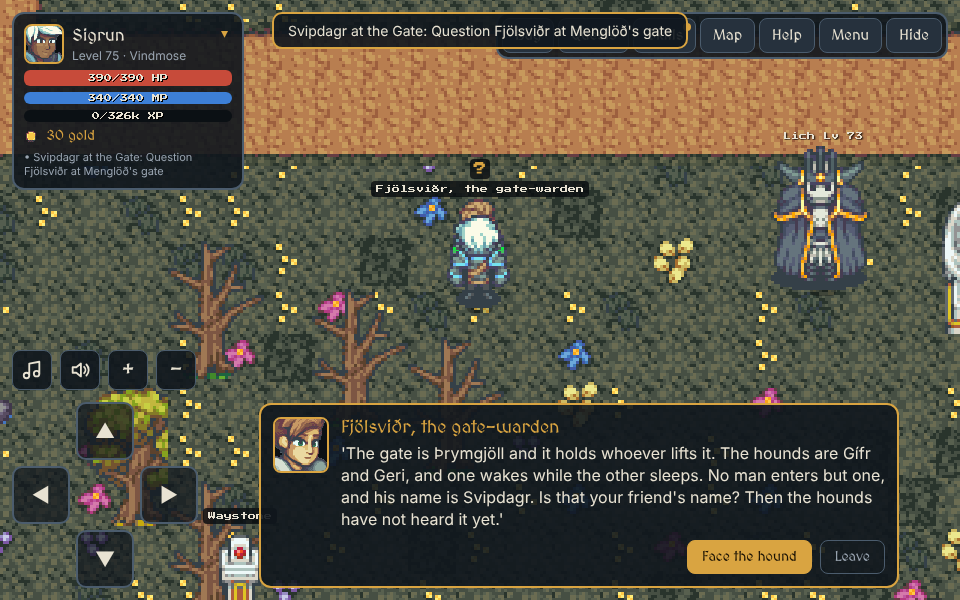 Sigrun
Level 75 · Vindmose
390/390 HP
340/340 MP
0/326k XP
30 gold
• Svipdagr at the Gate: Question
Fjölsviðr at Menglöð's gate
Svipdagr at the Gate: Question Fjölsviðr at Menglöð's gate
Map
Help
Menu
Hide
Lich Lv 73
?
Fjölsviðr, the gate-warden
+
-
Waystone
Fjölsviðr, the gate-warden
'The gate is Þrymgjöll and it holds whoever lifts it. The hounds are Gífr
and Geri, and one wakes while the other sleeps. No man enters but one,
and his name is Svipdagr. Is that your friend's name? Then the hounds
have not heard it yet.'
Face the hound
Leave